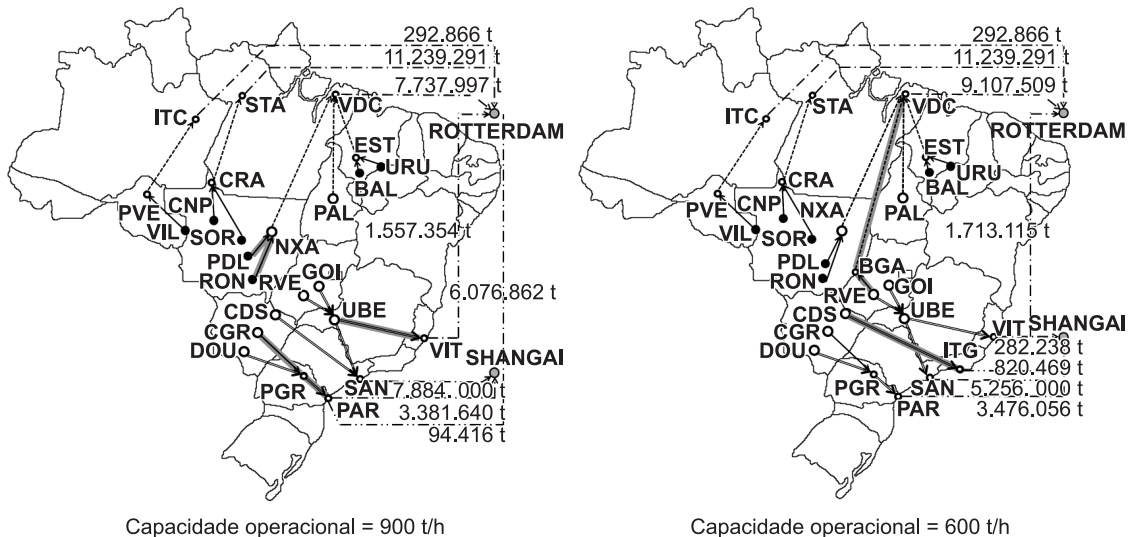 292.866 t
11.239.291 t
7.737.997 t
STA
VDC
ITC
ROTTERDAM
EST
URU
BAL
CRA
CNP
PVE
VIL
SOR
PAL
NXA
1.557.354 t
PDL
RON
RVE
GOI
6.076.862 t
CDS
UBE
CGR
VIT
DOU
SHANGAI
PGR
SAN
7.884.000 t
PAR
3.381.640 t
94.416 t
Capacidade operacional = 900 t/h
292.866 t
11.239.291 t
9.107.509 t
STA
VDC
ITC
ROTTERDAM
EST
URU
BAL
CRA
CNP
PVE
NXA
PAL
VIL
SOR
1.713.115 t
PDL
BGA
RON
RVE
GOI
CDS
UBE
CGR
VIT
SHANGAI
DOU
ITG
282.238 t
820.469 t
PGR
SAN
5.256.000 t
PAR
3.476.056 t
Capacidade operacional = 600 t/h